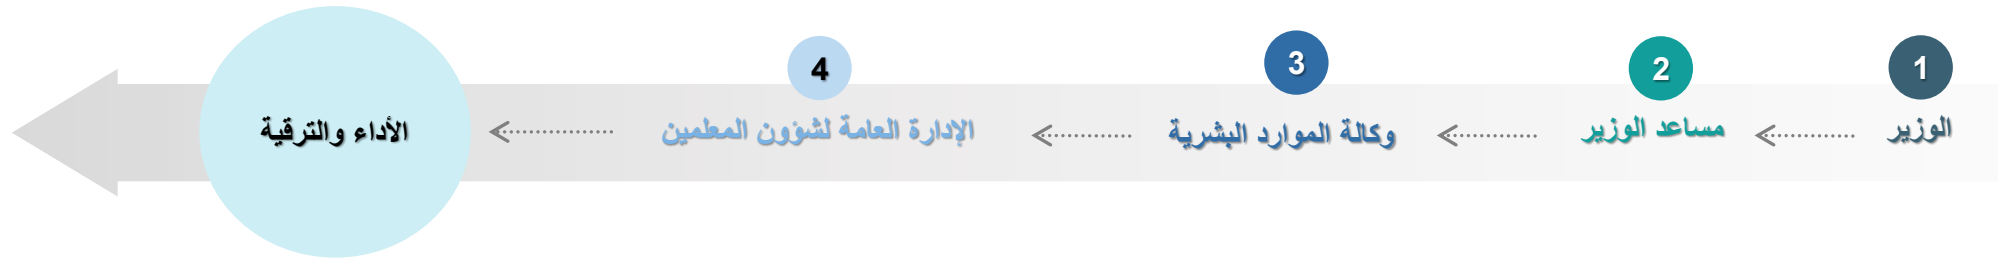 1
الوزير
2
مساعد الوزير
3
وكالة الموارد البشرية
4
الإدارة العامة لشؤون المعلمين
الأداء والترقية